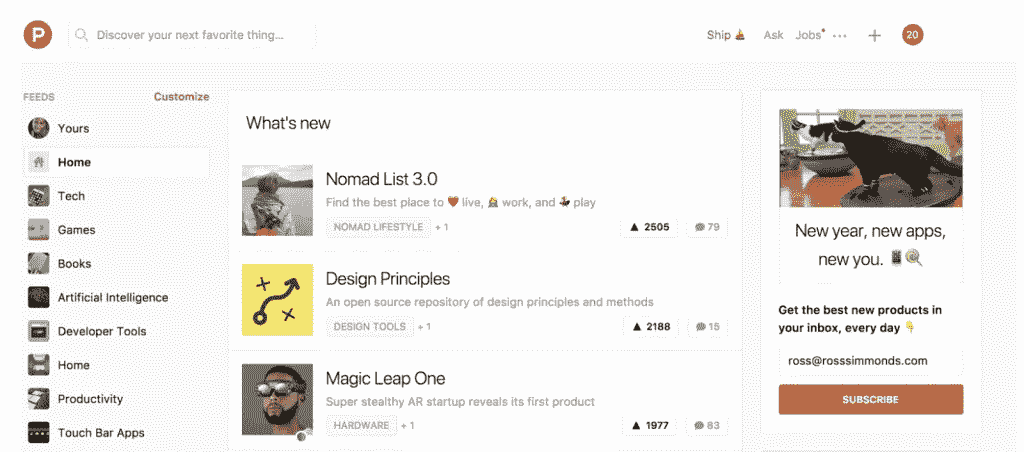 P
Discover your next favorite thing...
Ship
Ask
Jobs
20
FEEDS
Customize
Yours
Home
Tech
Games
Books
Artificial Intelligence
Developer Tools
Home
Productivity
Touch Bar Apps
What's new
Nomad List 3.0
Find the best place to ❤️ live, 👩‍💻 work, and 💃 play
NOMAD LIFESTYLE + 1
▲ 2505
79
Design Principles
An open source repository of design principles and methods
DESIGN TOOLS + 1
▲ 2188
15
Magic Leap One
Super stealthy AR startup reveals its first product
HARDWARE + 1
▲ 1977
83
New year, new apps,
new you. 📱🔍
Get the best new products in
your inbox, every day 👇
ross@rosssimmonds.com
SUBSCRIBE